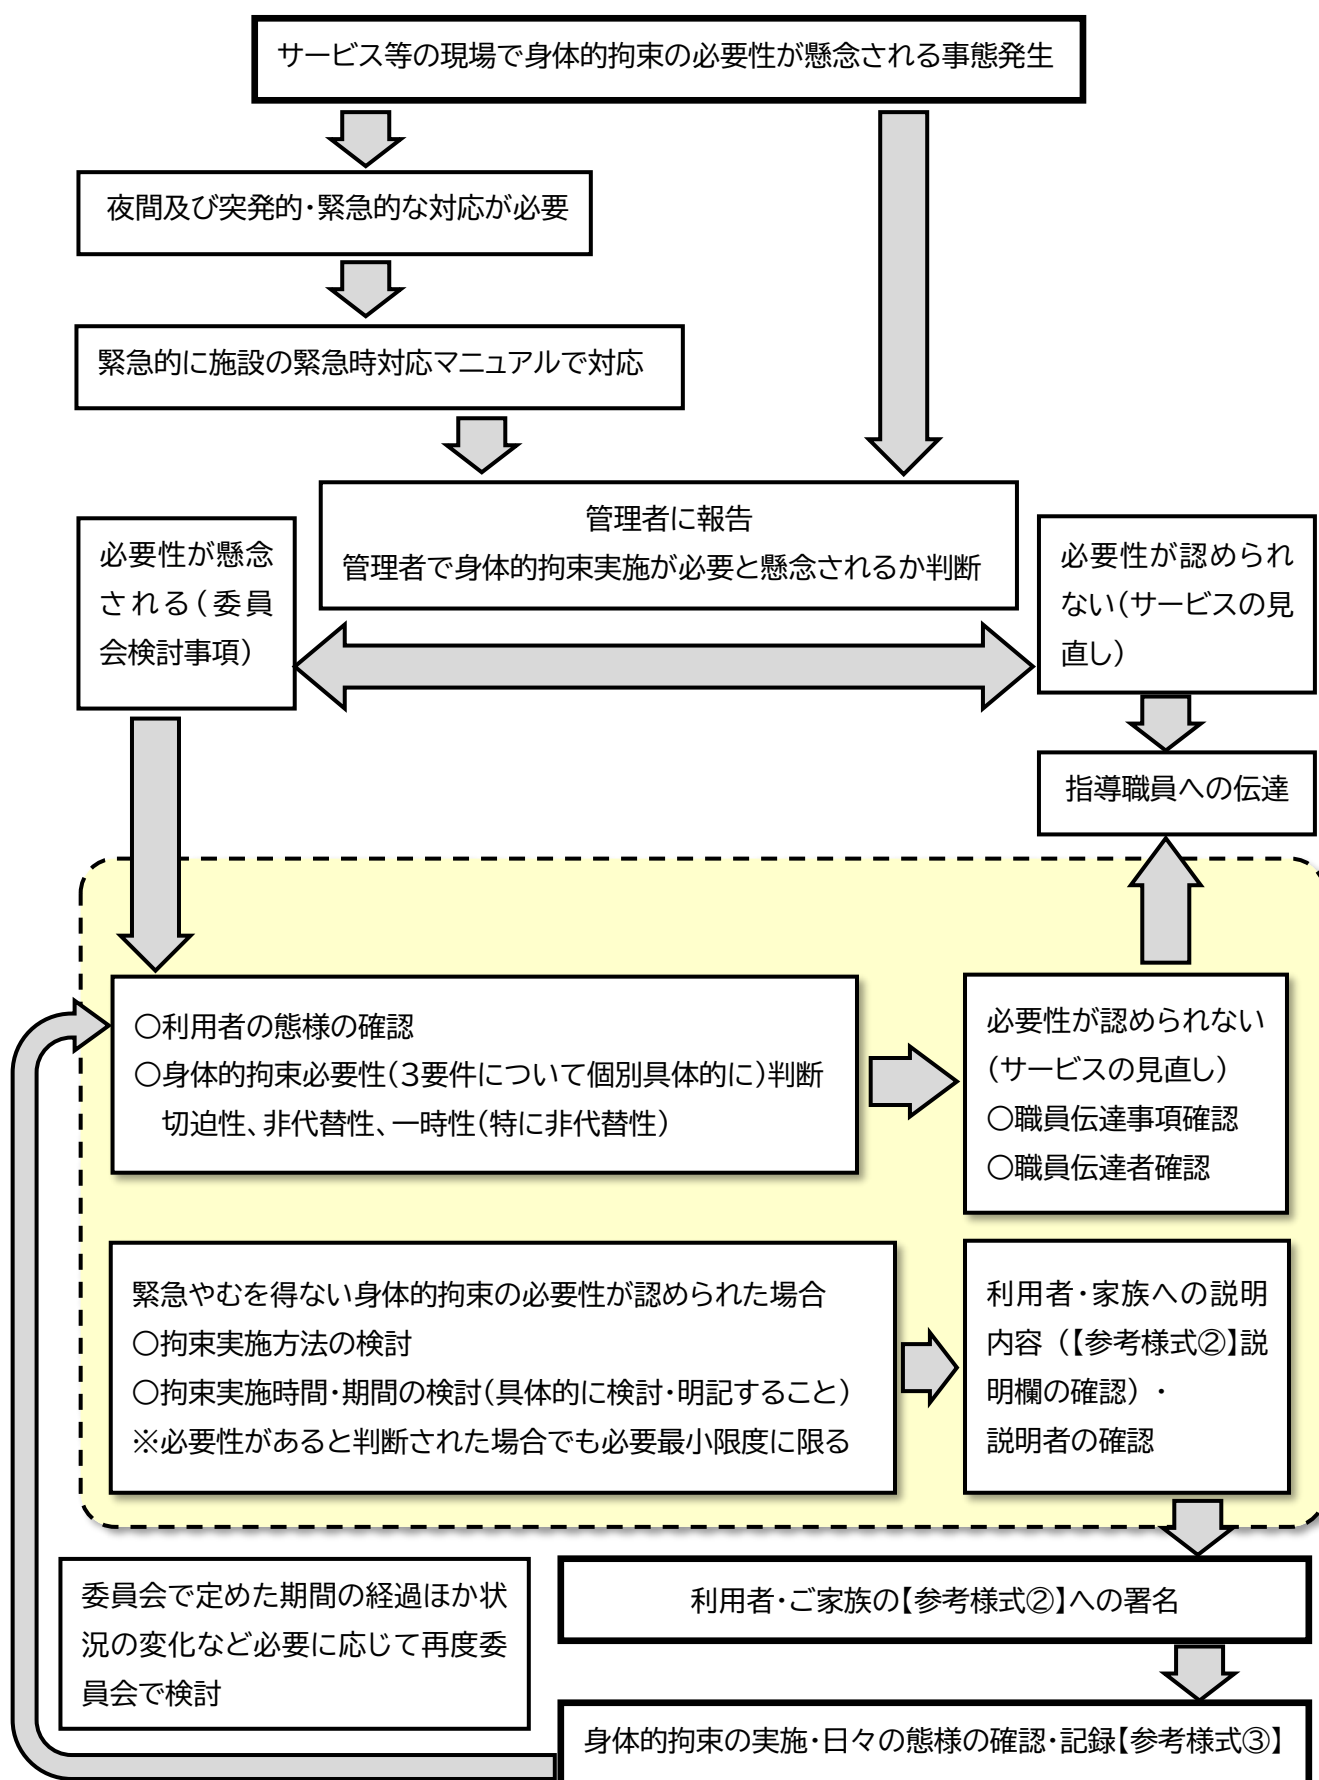 サービス等の現場で身体的拘束の必要性が懸念される事態発生
夜間及び突発的・緊急的な対応が必要
緊急的に施設の緊急時対応マニュアルで対応
管理者に報告
管理者で身体的拘束実施が必要と懸念されるか判断
必要性が懸念
される（委員
会検討事項）
必要性が認められ
ない（サービスの見
直し）
指導職員への伝達
○利用者の態様の確認
○身体的拘束必要性（３要件について個別具体的に）判断
切迫性、非代替性、一時性（特に非代替性）
必要性が認められない
（サービスの見直し）
○職員伝達事項確認
○職員伝達者確認
緊急やむを得ない身体的拘束の必要性が認められた場合
○拘束実施方法の検討
○拘束実施時間・期間の検討（具体的に検討・明記すること）
※必要性があると判断された場合でも必要最小限度に限る
利用者・家族への説明
内容（【参考様式②】説
明欄の確認）・
説明者の確認
委員会で定めた期間の経過ほか状
況の変化など必要に応じて再度委
員会で検討
利用者・ご家族の【参考様式②】への署名
身体的拘束の実施・日々の態様の確認・記録【参考様式③】